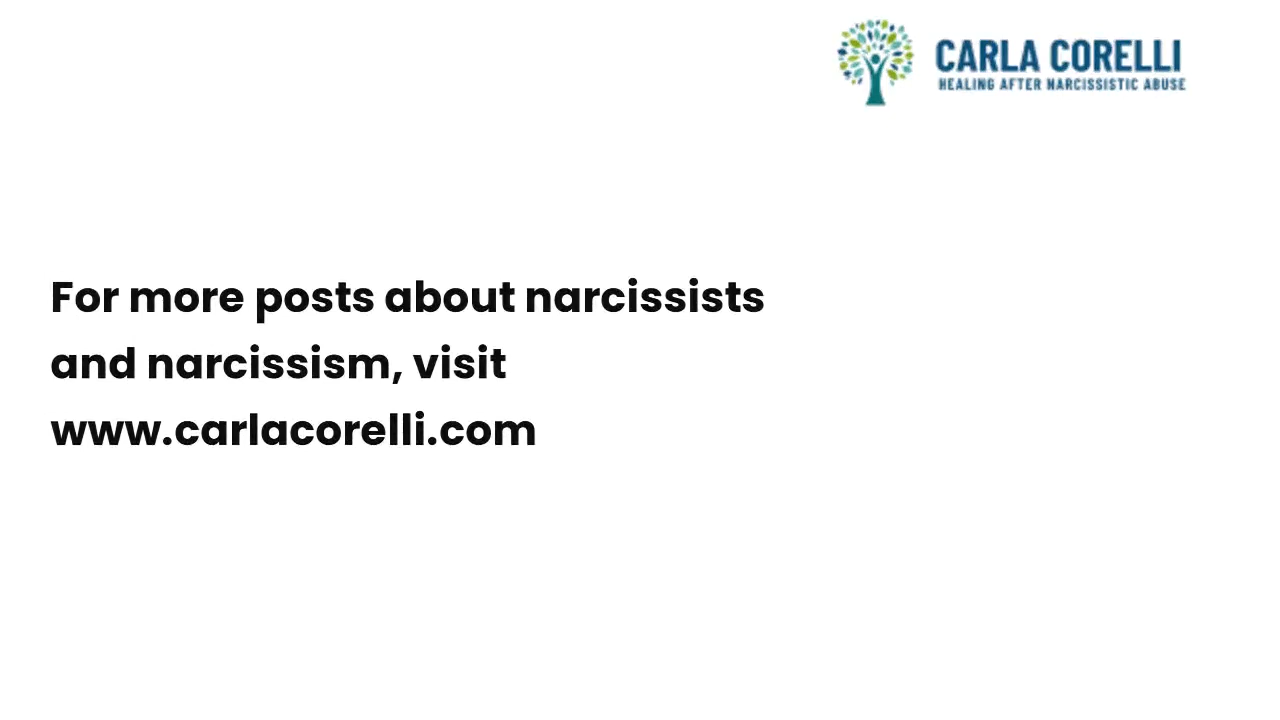 CARLA CORELLI
HEALING AFTER NARCISSISTIC ABUSE
For more posts about narcissists
and narcissism, visit
www.carlacorelli.com